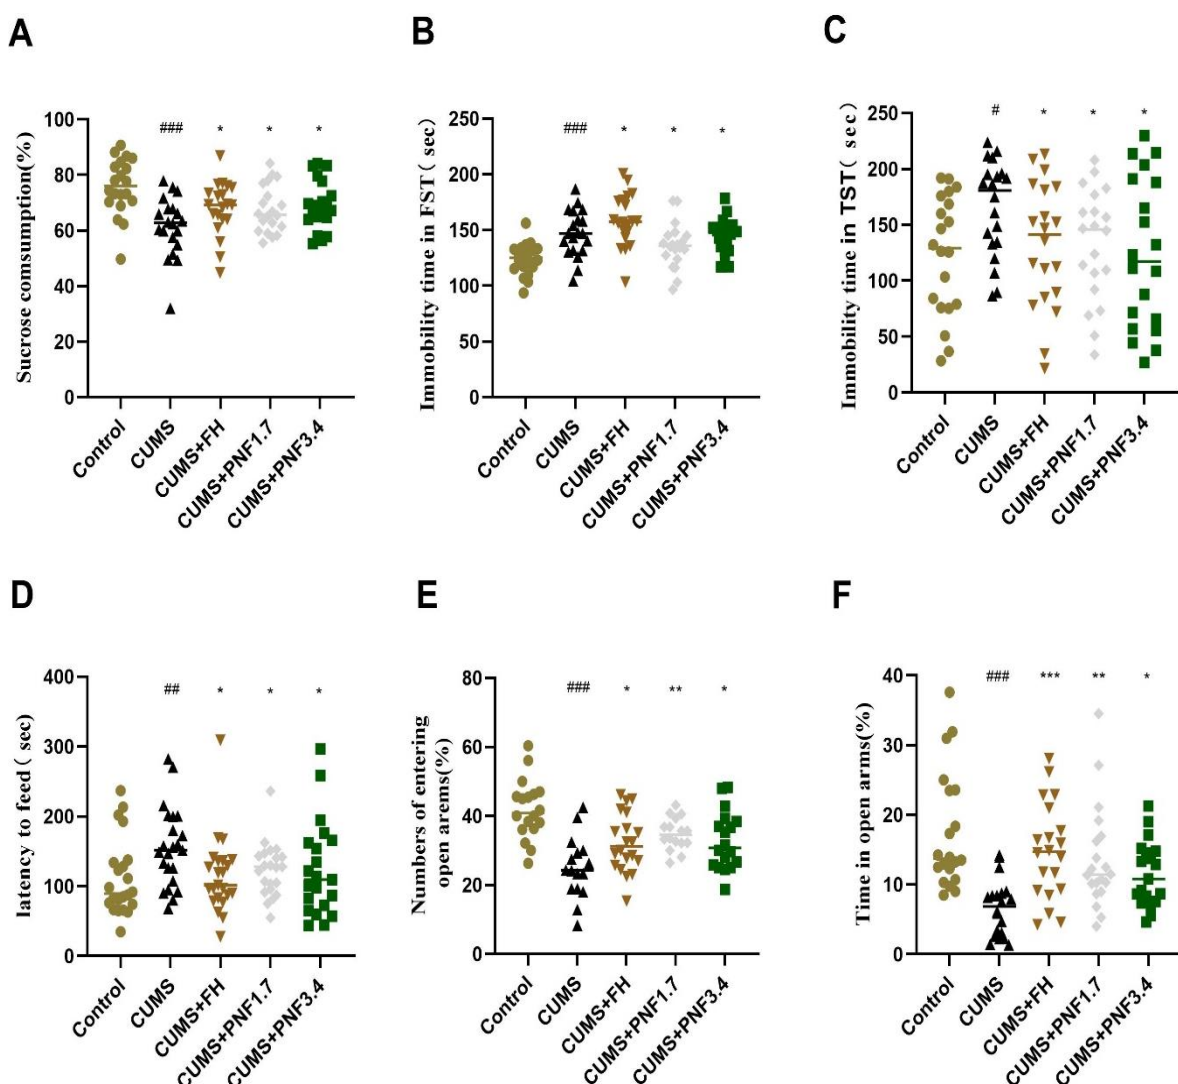 A
Sucrose consumption(%)
100
80
60
40
20
0
###
*
*
*
Control
CUMS
CUMS+FH
CUMS+PNF1.7
CUMS+PNF3.4
B
Immobility time in FST( sec)
250
200
150
100
50
0
###
*
*
*
Control
CUMS
CUMS+FH
CUMS+PNF1.7
CUMS+PNF3.4
C
Immobility time in TST( sec)
250
200
150
100
50
0
#
*
*
*
Control
CUMS
CUMS+FH
CUMS+PNF1.7
CUMS+PNF3.4
D
latency to feed( sec)
400
300
200
100
0
##
*
*
*
Control
CUMS
CUMS+FH
CUMS+PNF1.7
CUMS+PNF3.4
E
Numbers of entering
open arems(%)
80
60
40
20
0
###
*
**
*
Control
CUMS
CUMS+FH
CUMS+PNF1.7
CUMS+PNF3.4
F
Time in open arms(%)
40
30
20
10
0
###
***
**
*
Control
CUMS
CUMS+FH
CUMS+PNF1.7
CUMS+PNF3.4